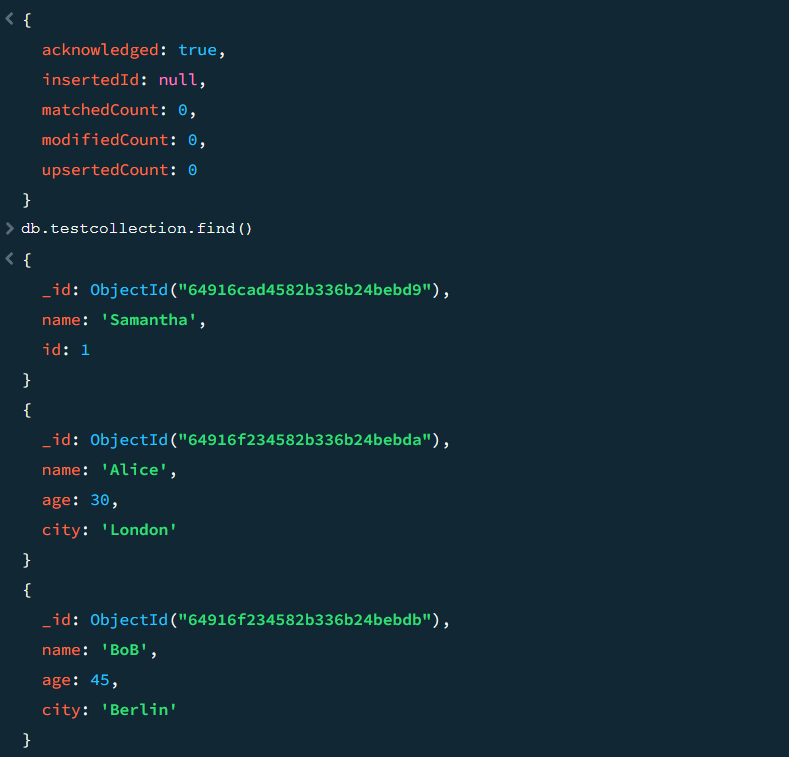 {
acknowledged: true,
insertedId: null,
matchedCount: 0,
modifiedCount: 0,
upsertedCount: 0
}
db.testcollection.find()
{
_id: ObjectId("64916cad4582b336b24bebd9"),
name: 'Samantha',
id: 1
}
{
_id: ObjectId("64916f234582b336b24bebda"),
name: 'Alice',
age: 30,
city: 'London'
}
{
_id: ObjectId("64916f234582b336b24bebdb"),
name: 'BoB',
age: 45,
city: 'Berlin'
}